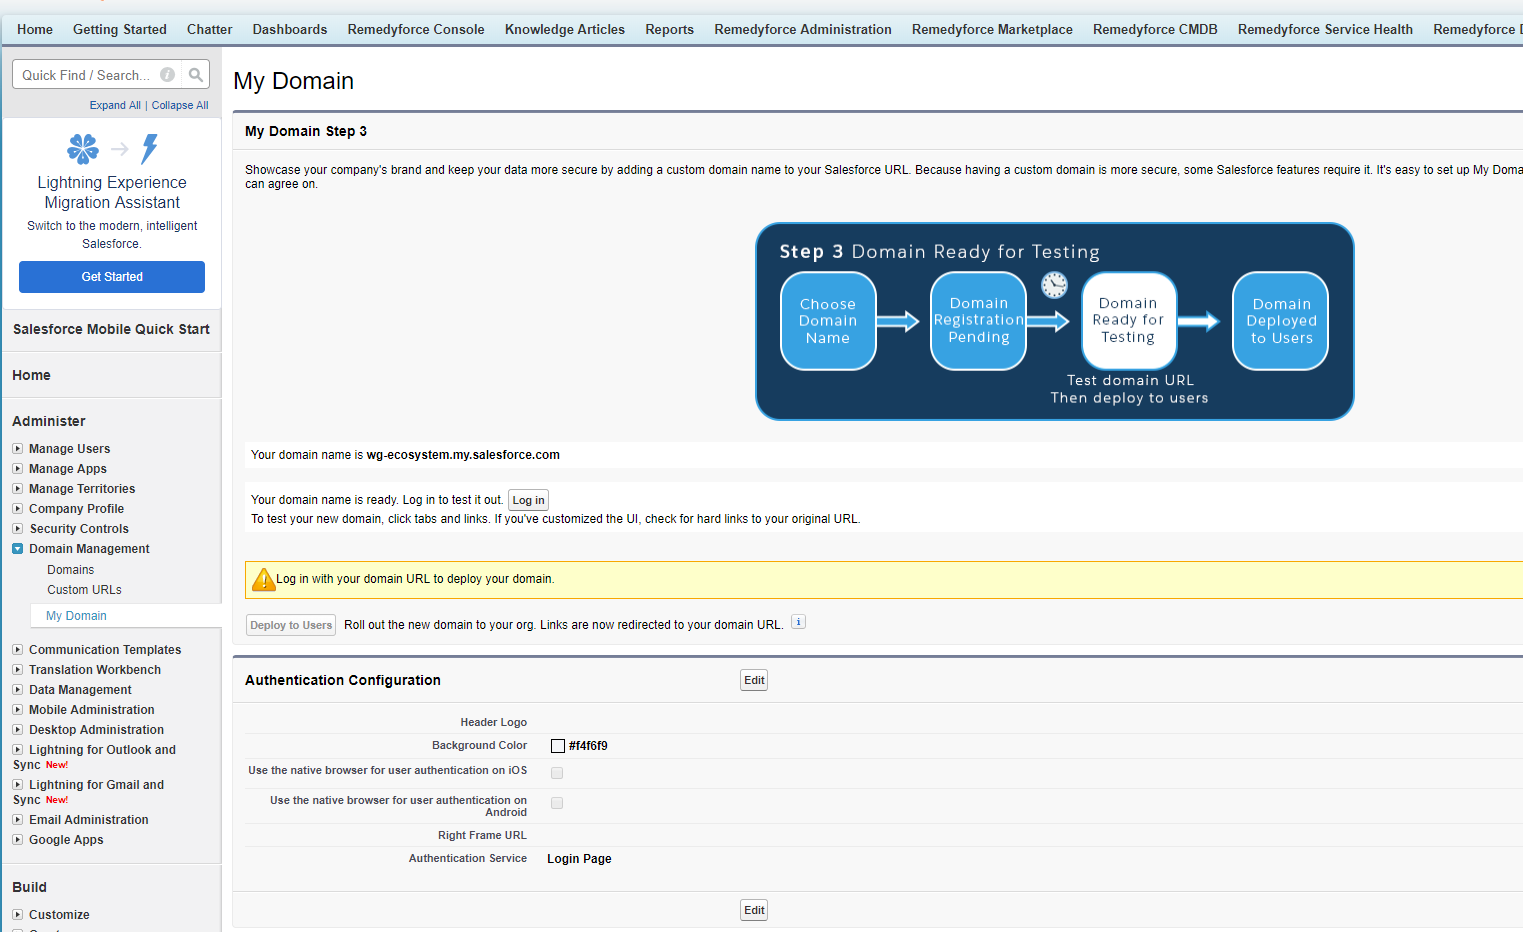 Home Getting Started Chatter Dashboards Remedyforce Console Knowledge Articles Reports Remedyforce Administration Remedyforce Marketplace Remedyforce CMDB Remedyforce Service Health Remedyforce
Quick Find / Search...
Expand All | Collapse All
Lightning Experience
Migration Assistant
Switch to the modern, intelligent
Salesforce.
Get Started
Salesforce Mobile Quick Start
Home
Administer
Manage Users
Manage Apps
Manage Territories
Company Profile
Security Controls
Domain Management
Domains
Custom URLs
My Domain
Communication Templates
Translation Workbench
Data Management
Mobile Administration
Desktop Administration
Lightning for Outlook and
Sync New!
Lightning for Gmail and
Sync New!
Email Administration
Google Apps
Build
Customize
My Domain
My Domain Step 3
Showcase your company's brand and keep your data more secure by adding a custom domain name to your Salesforce URL. Because having a custom domain is more secure, some Salesforce features require it. It's easy to set up My
can agree on.
Step 3 Domain Ready for Testing
Choose
Domain
Name
Domain
Registration
Pending
Domain
Ready for
Testing
Domain
Deployed
to Users
Test domain URL
Then deploy to users
Your domain name is wg-ecosystem.my.salesforce.com
Your domain name is ready. Log in to test it out. Log in
To test your new domain, click tabs and links. If you've customized the UI, check for hard links to your original URL.
Log in with your domain URL to deploy your domain.
Deploy to Users Roll out the new domain to your org. Links are now redirected to your domain URL. i
Authentication Configuration Edit
Header Logo
Background Color #f4f6f9
Use the native browser for user authentication on iOS
Use the native browser for user authentication on
Android
Right Frame URL
Authentication Service Login Page
Edit